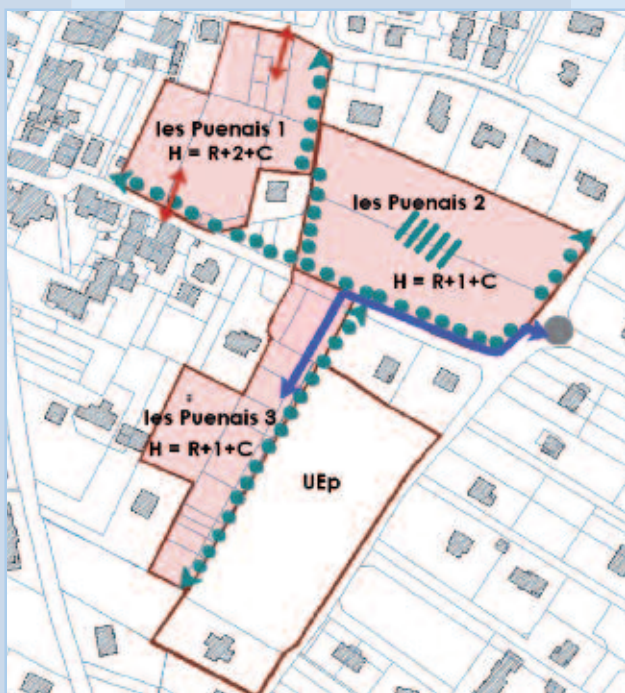 les Puenais 1
H = R+2+C
les Puenais 2
H = R+1+C
les Puenais 3
H = R+1+C
UEp